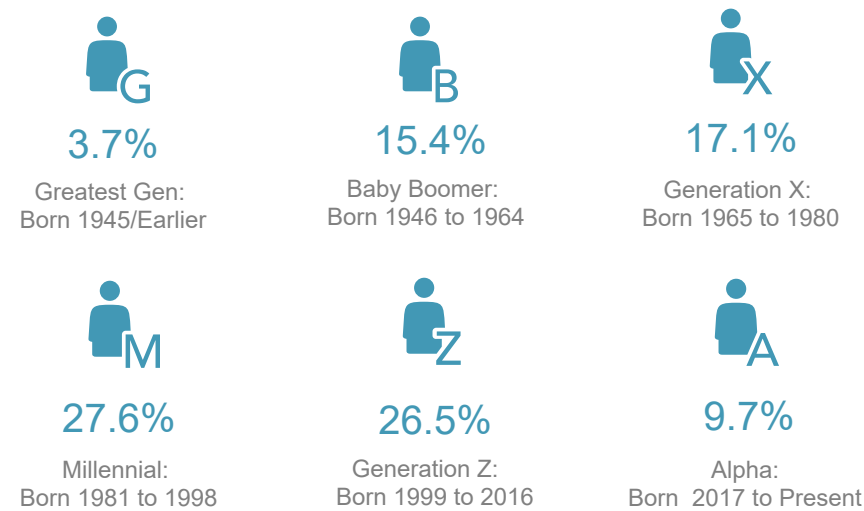 G
3.7%
Greatest Gen:
Born 1945/Earlier
B
15.4%
Baby Boomer:
Born 1946 to 1964
X
17.1%
Generation X:
Born 1965 to 1980
M
27.6%
Millennial:
Born 1981 to 1998
Z
26.5%
Generation Z:
Born 1999 to 2016
A
9.7%
Alpha:
Born  2017 to Present